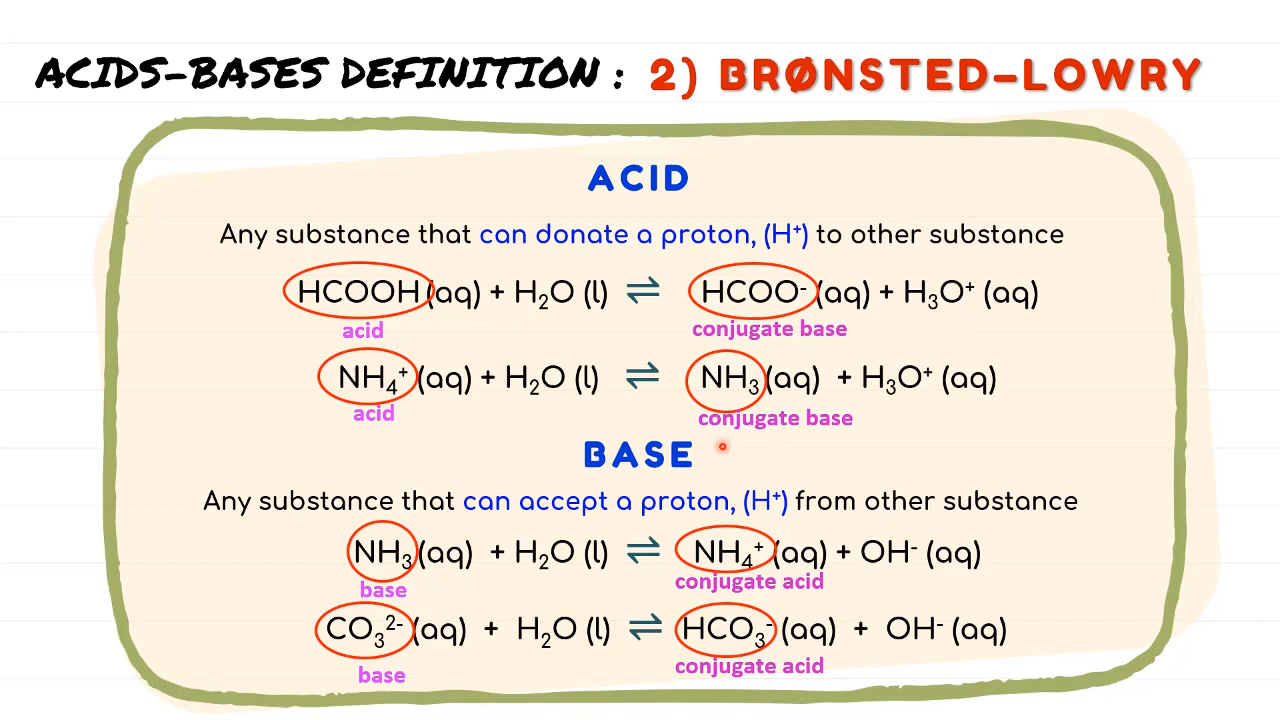 ACIDS-BASES DEFINITION : 2) BRØNSTED-LOWRY
ACID
Any substance that can donate a proton, (H⁺) to other substance
HCOOH (aq) + H₂O (l) ⇌ HCOO⁻ (aq) + H₃O⁺ (aq)
acid conjugate base
NH₄⁺ (aq) + H₂O (l) ⇌ NH₃ (aq) + H₃O⁺ (aq)
acid conjugate base
BASE
Any substance that can accept a proton, (H⁺) from other substance
NH₃ (aq) + H₂O (l) ⇌ NH₄⁺ (aq) + OH⁻ (aq)
base conjugate acid
CO₃²⁻ (aq) + H₂O (l) ⇌ HCO₃⁻ (aq) + OH⁻ (aq)
base conjugate acid